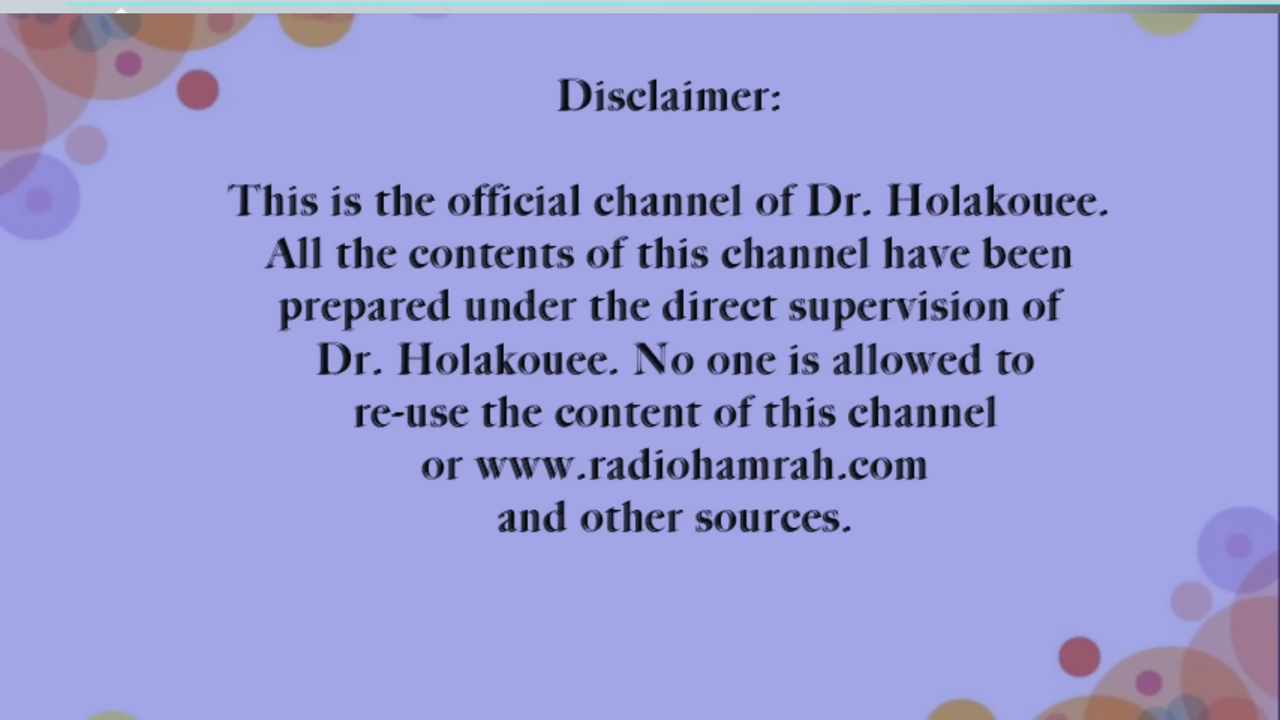 Disclaimer:
This is the official channel of Dr. Holakouee.
All the contents of this channel have been
prepared under the direct supervision of
Dr. Holakouee. No one is allowed to
re-use the content of this channel
or www.radiohamrah.com
and other sources.